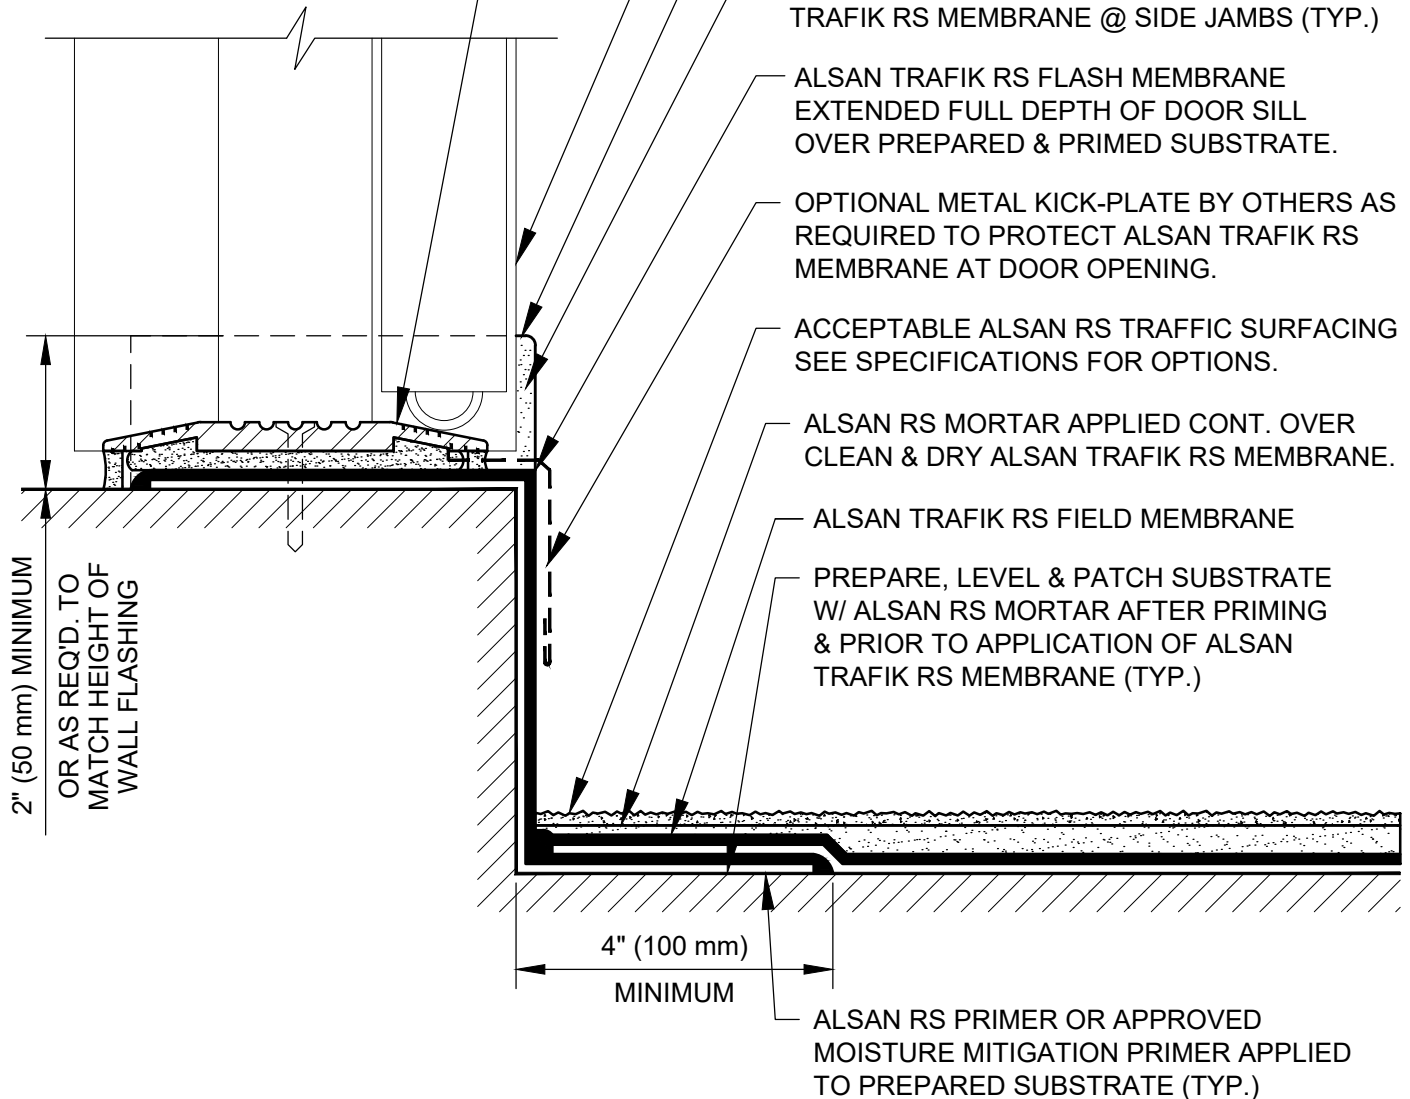 TRAFIK RS MEMBRANE @ SIDE JAMBS (TYP.)
ALSAN TRAFIK RS FLASH MEMBRANE
EXTENDED FULL DEPTH OF DOOR SILL
OVER PREPARED & PRIMED SUBSTRATE.
OPTIONAL METAL KICK-PLATE BY OTHERS AS
REQUIRED TO PROTECT ALSAN TRAFIK RS
MEMBRANE AT DOOR OPENING.
ACCEPTABLE ALSAN RS TRAFFIC SURFACING
SEE SPECIFICATIONS FOR OPTIONS.
ALSAN RS MORTAR APPLIED CONT. OVER
CLEAN & DRY ALSAN TRAFIK RS MEMBRANE.
ALSAN TRAFIK RS FIELD MEMBRANE
PREPARE, LEVEL & PATCH SUBSTRATE
W/ ALSAN RS MORTAR AFTER PRIMING
& PRIOR TO APPLICATION OF ALSAN
TRAFIK RS MEMBRANE (TYP.)
2" (50 mm) MINIMUM
OR AS REQ'D. TO
MATCH HEIGHT OF
WALL FLASHING
4" (100 mm)
MINIMUM
ALSAN RS PRIMER OR APPROVED
MOISTURE MITIGATION PRIMER APPLIED
TO PREPARED SUBSTRATE (TYP.)